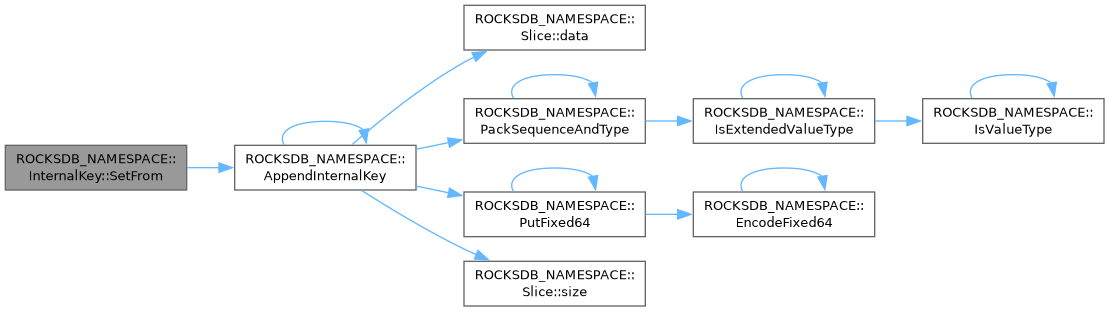 ROCKSDB_NAMESPACE::
InternalKey::SetFrom
ROCKSDB_NAMESPACE::
AppendInternalKey
ROCKSDB_NAMESPACE::
Slice::data
ROCKSDB_NAMESPACE::
PackSequenceAndType
ROCKSDB_NAMESPACE::
IsExtendedValueType
ROCKSDB_NAMESPACE::
IsValueType
ROCKSDB_NAMESPACE::
PutFixed64
ROCKSDB_NAMESPACE::
EncodeFixed64
ROCKSDB_NAMESPACE::
Slice::size